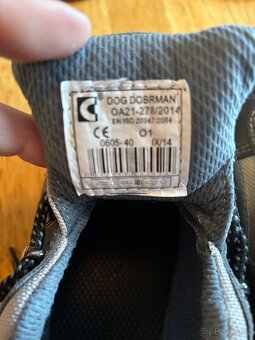 DOG DOBRMAN
OA21-278/2014
EN ISO 20347:2004
CE O1
0605-40 IX/14